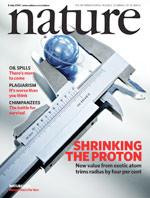 nature
OIL SPILLS
There's more
to come
PLAGIARISM
It's worse than
you think
CHIMPANZEES
The battle for
survival
SHRINKING
THE PROTON
New value from exotic atom
trims radius by four per cent